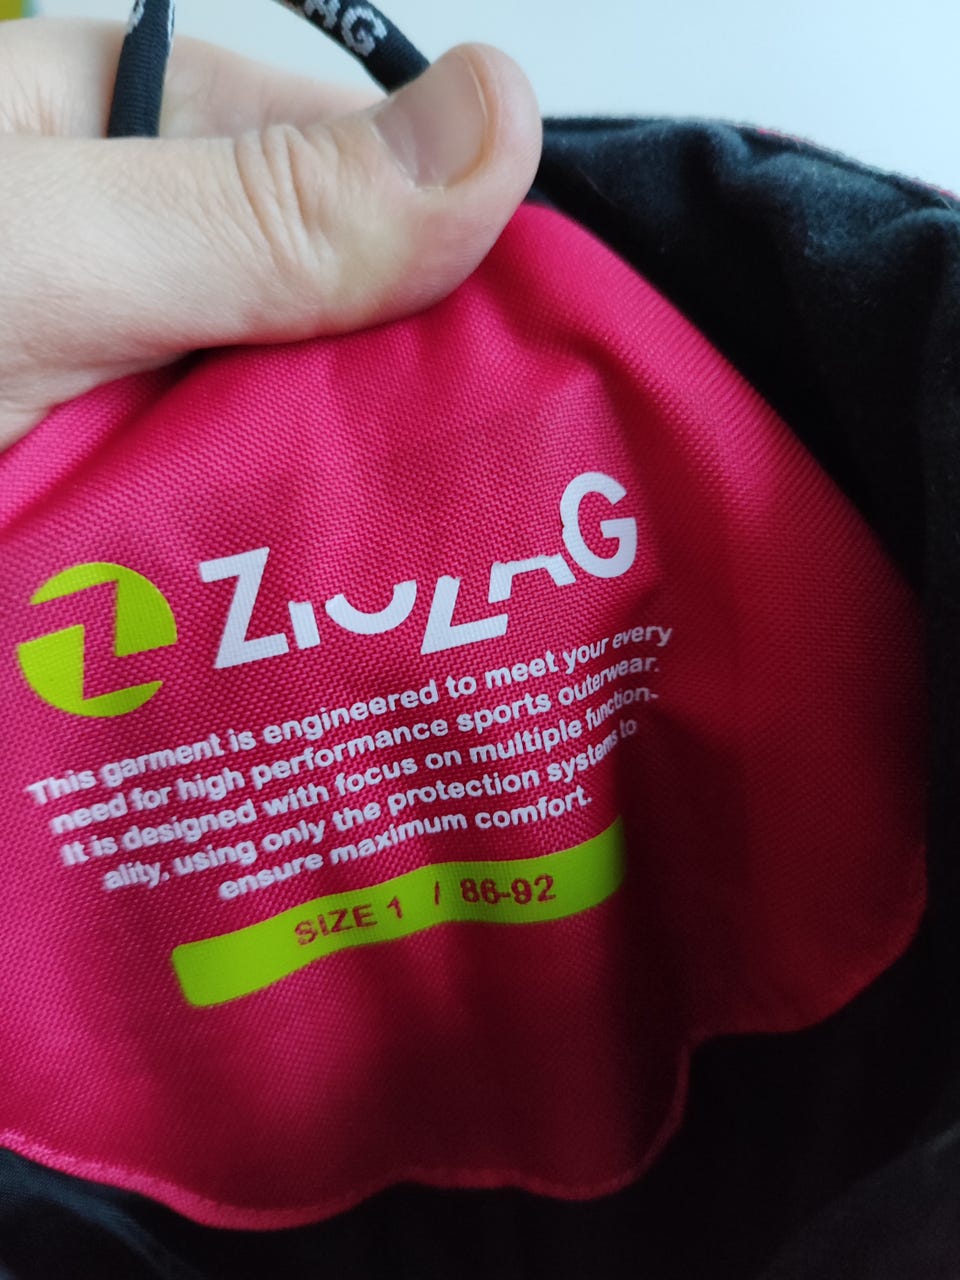 ZIGZAG
This garment is engineered to meet your every
need for high performance sports outerwear.
It is designed with focus on multiple function-
ality, using only the protection systems to
ensure maximum comfort.
SIZE 1 / 86-92